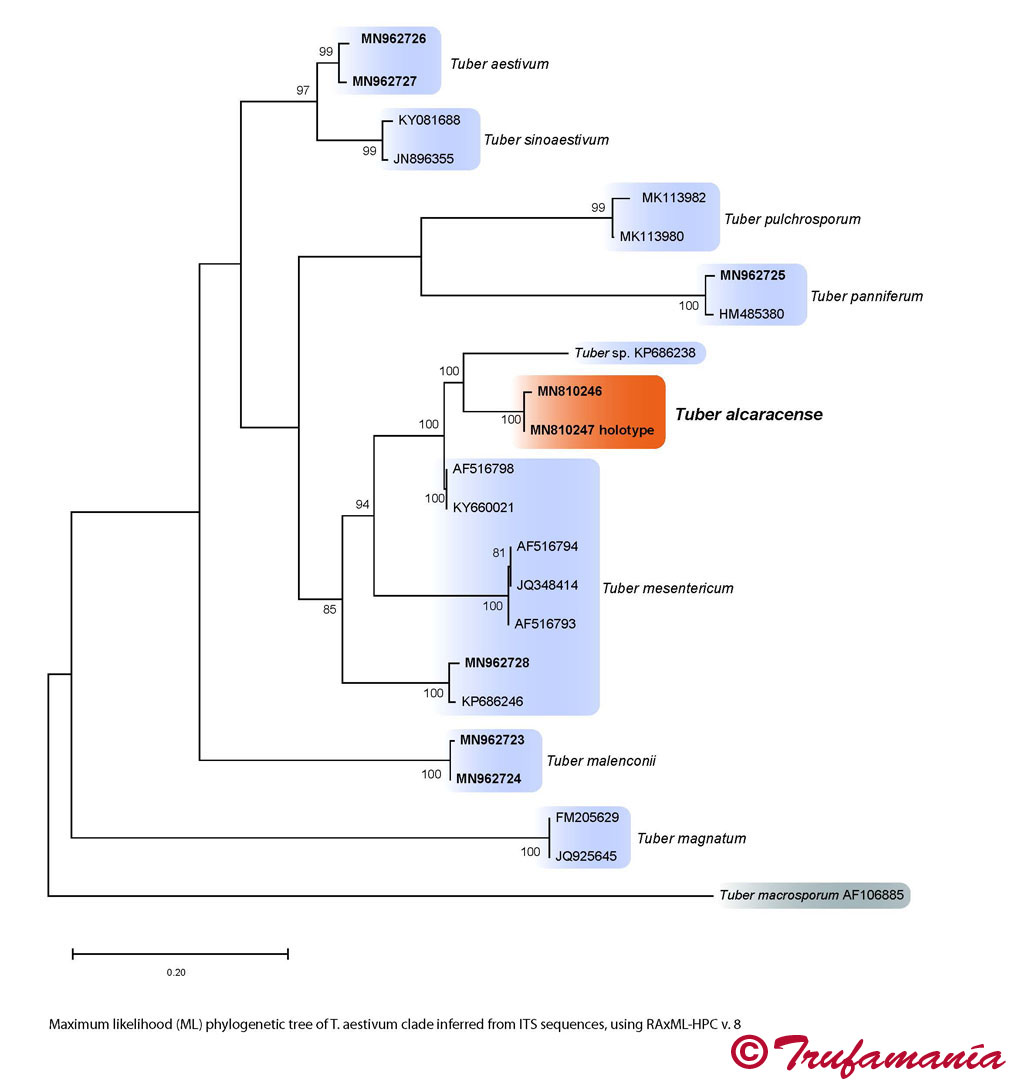 MN962726
99
Tuber aestivum
MN962727
97
KY081688
Tuber sinoaestivum
99
JN896355
MK113982
99
Tuber pulchrosporum
MK113980
MN962725
Tuber panniferum
100
HM485380
Tuber sp. KP686238
100
MN810246
Tuber alcaracense
100
100
MN810247 holotype
AF516798
100
KY660021
94
AF516794
81
JQ348414
Tuber mesentericum
100
85
AF516793
MN962728
100
KP686246
MN962723
Tuber malenconii
100
MN962724
FM205629
Tuber magnatum
100
JQ925645
Tuber macrosporum AF106885
0.20
Maximum likelihood (ML) phylogenetic tree of T. aestivum clade inferred from ITS sequences, using RAxML-HPC v. 8
© Trufamanía